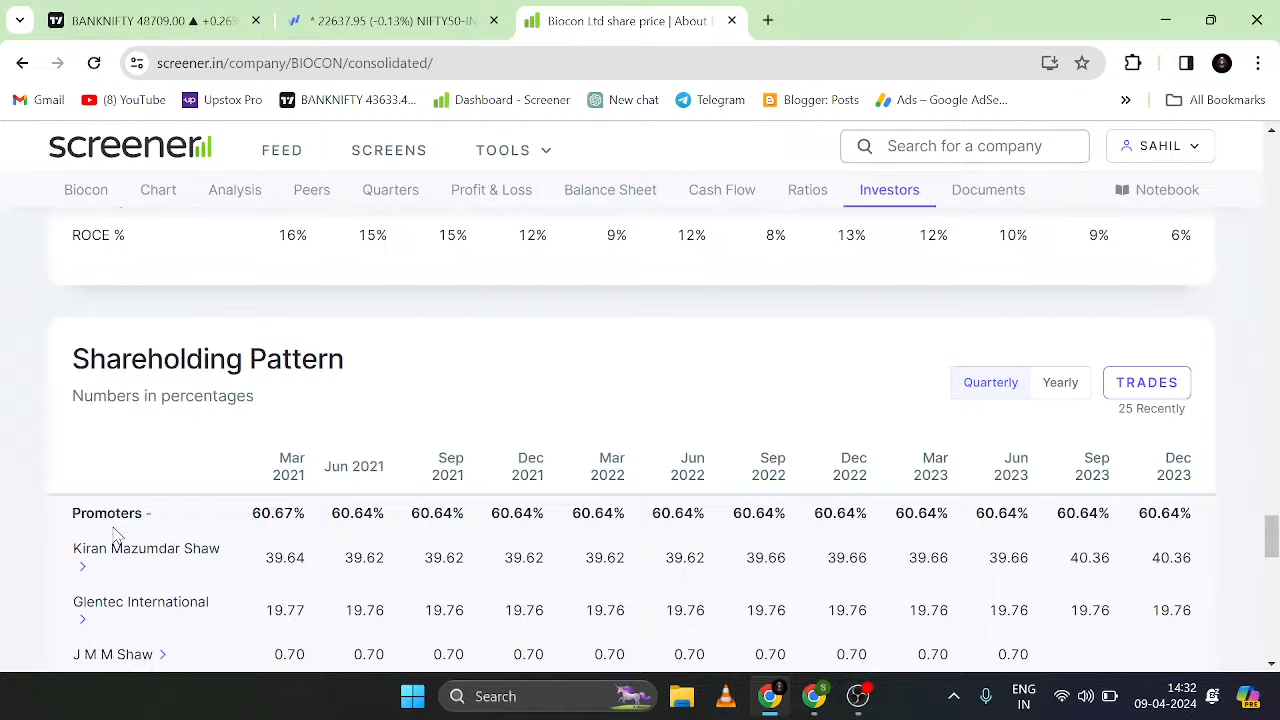 BANKNIFTY 48709.00 ▲ +0.26%
* 22637.95 (-0.13%) NIFTY50-IN
Biocon Ltd share price | About
screener.in/company/BIOCON/consolidated/
Gmail
(8) YouTube
Upstox Pro
BANKNIFTY 43633.4...
Dashboard - Screener
New chat
Telegram
Blogger: Posts
Ads – Google AdSe...
All Bookmarks
screener
FEED
SCREENS
TOOLS
Search for a company
SAHIL
Biocon
Chart
Analysis
Peers
Quarters
Profit & Loss
Balance Sheet
Cash Flow
Ratios
Investors
Documents
Notebook
ROCE % 16% 15% 15% 12% 9% 12% 8% 13% 12% 10% 9% 6%
Shareholding Pattern
Numbers in percentages
Quarterly
Yearly
TRADES
25 Recently
Mar 2021 Jun 2021 Sep 2021 Dec 2021 Mar 2022 Jun 2022 Sep 2022 Dec 2022 Mar 2023 Jun 2023 Sep 2023 Dec 2023
Promoters - 60.67% 60.64% 60.64% 60.64% 60.64% 60.64% 60.64% 60.64% 60.64% 60.64% 60.64% 60.64%
Kiran Mazumdar Shaw 39.64 39.62 39.62 39.62 39.62 39.62 39.66 39.66 39.66 39.66 40.36 40.36
Glentec International 19.77 19.76 19.76 19.76 19.76 19.76 19.76 19.76 19.76 19.76 19.76 19.76
J M M Shaw 0.70 0.70 0.70 0.70 0.70 0.70 0.70 0.70 0.70 0.70
Search
ENG
IN
14:32
09-04-2024
PRE